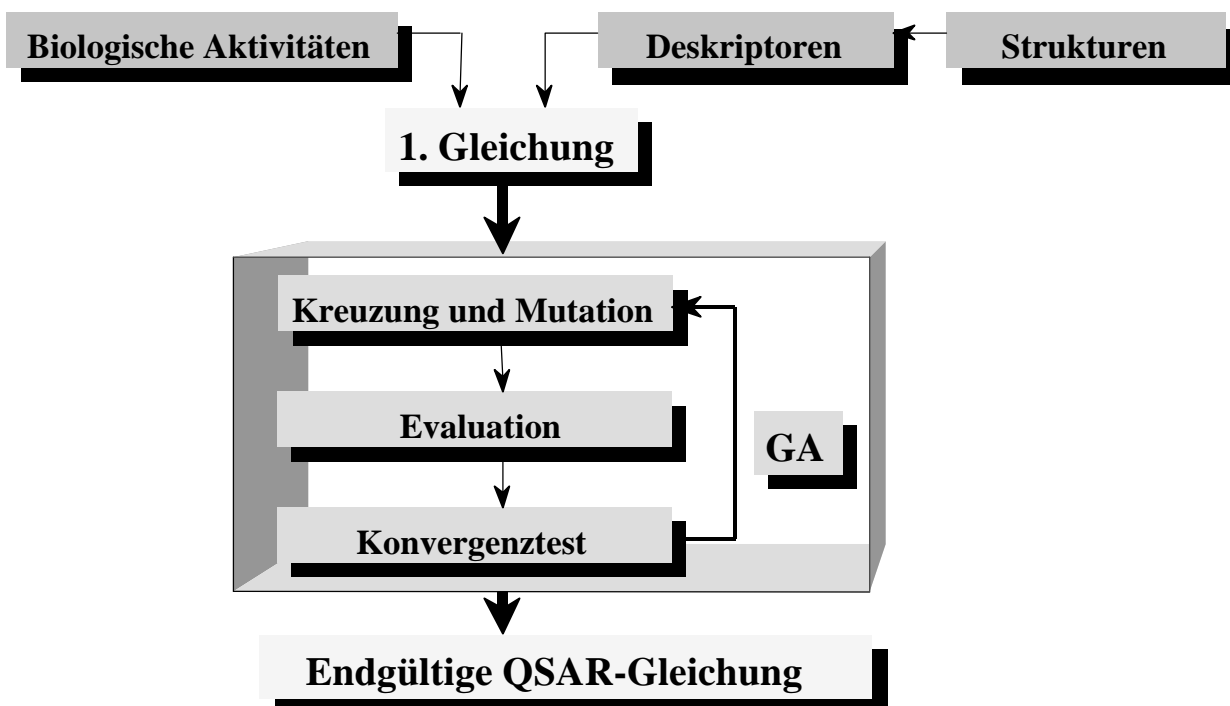 Biologische Aktivitäten
Deskriptoren
Strukturen
1. Gleichung
Kreuzung und Mutation
Evaluation
GA
Konvergenztest
Endgültige QSAR-Gleichung